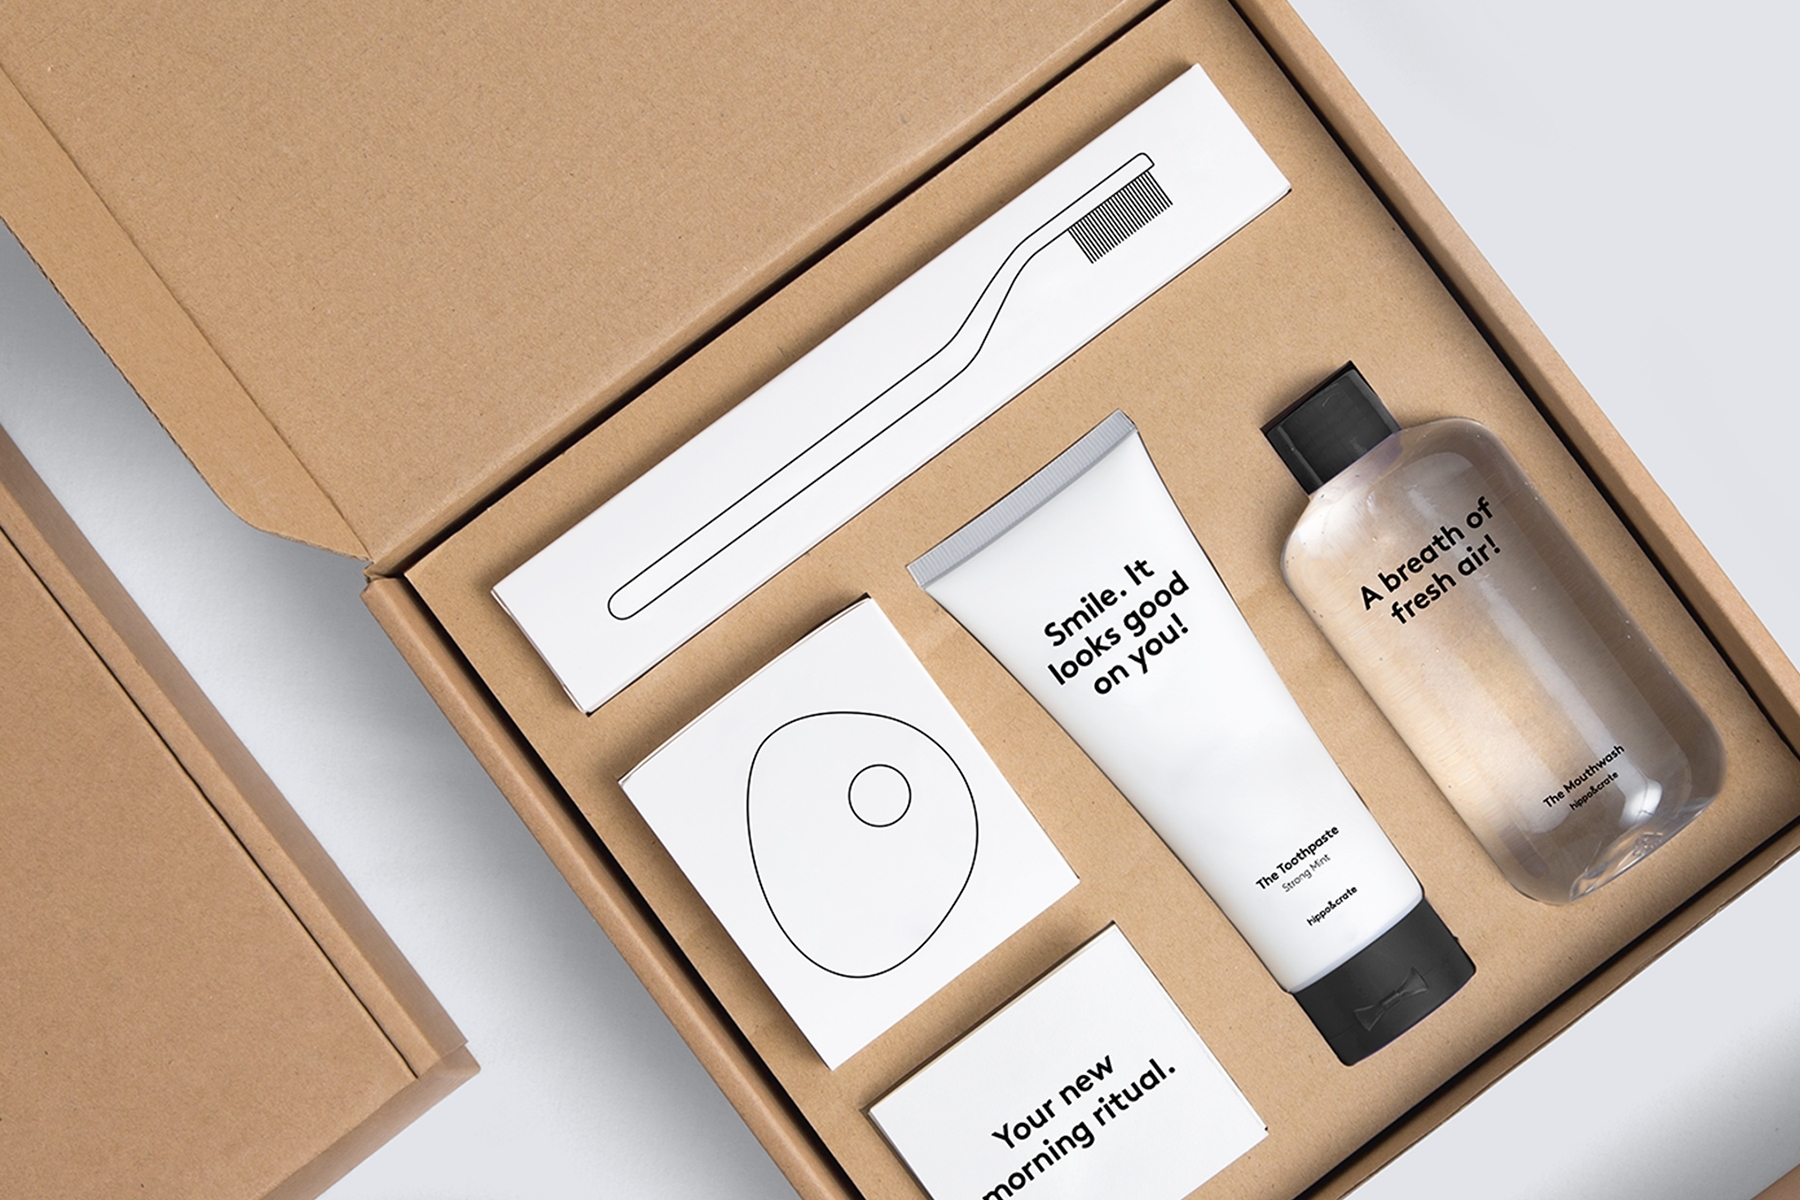 Smile. It
looks good
on you!
The Toothpaste
Strong Mint
hippo&crate
A breath of
fresh air!
The Mouthwash
hippo&crate
Your new
morning ritual.